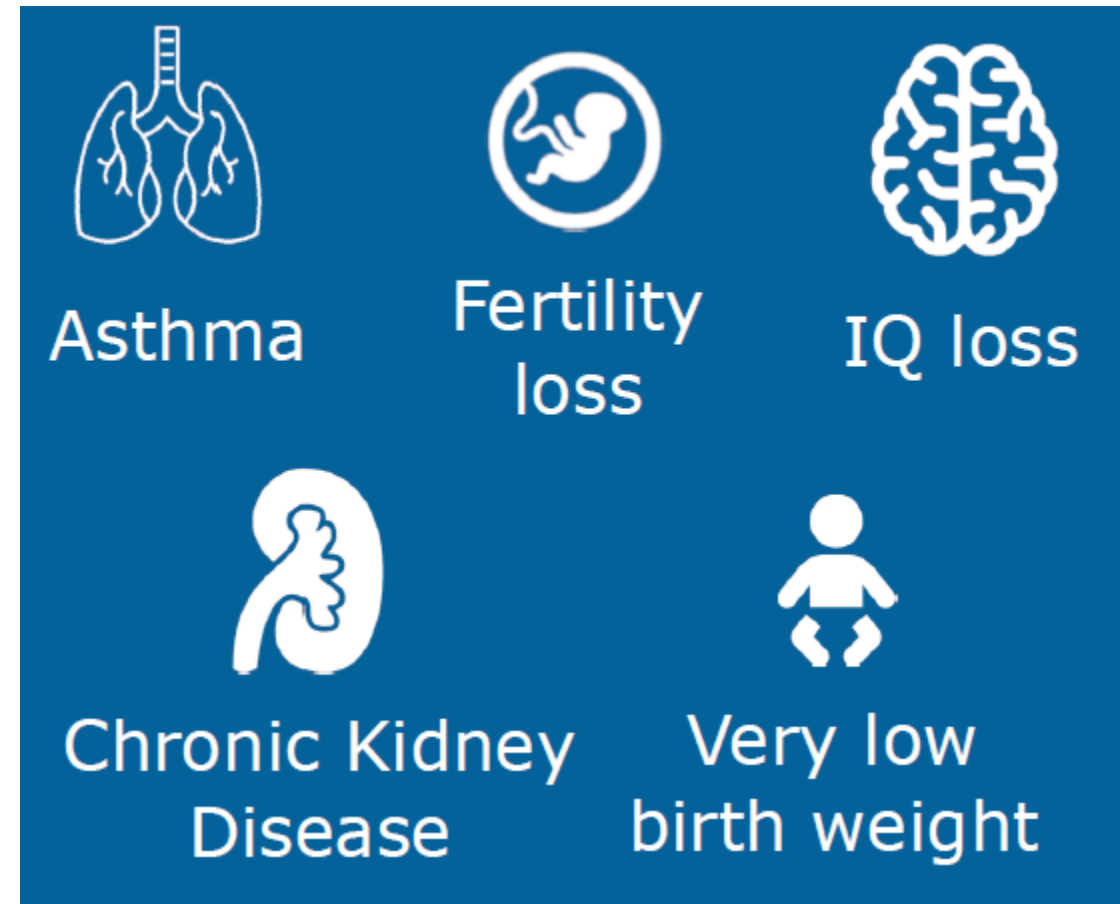 Asthma
Fertility
loss
IQ loss
Chronic Kidney
Disease
Very low
birth weight